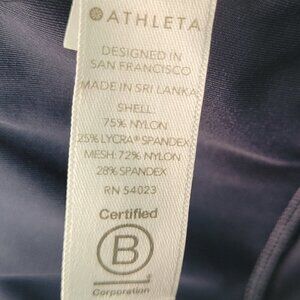 ATHLETA
DESIGNED IN
SAN FRANCISCO
MADE IN SRI LANKA
SHELL
75% NYLON
25% LYCRA® SPANDEX
MESH: 72% NYLON
28% SPANDEX
RN 54023
Certified
B
Corporation